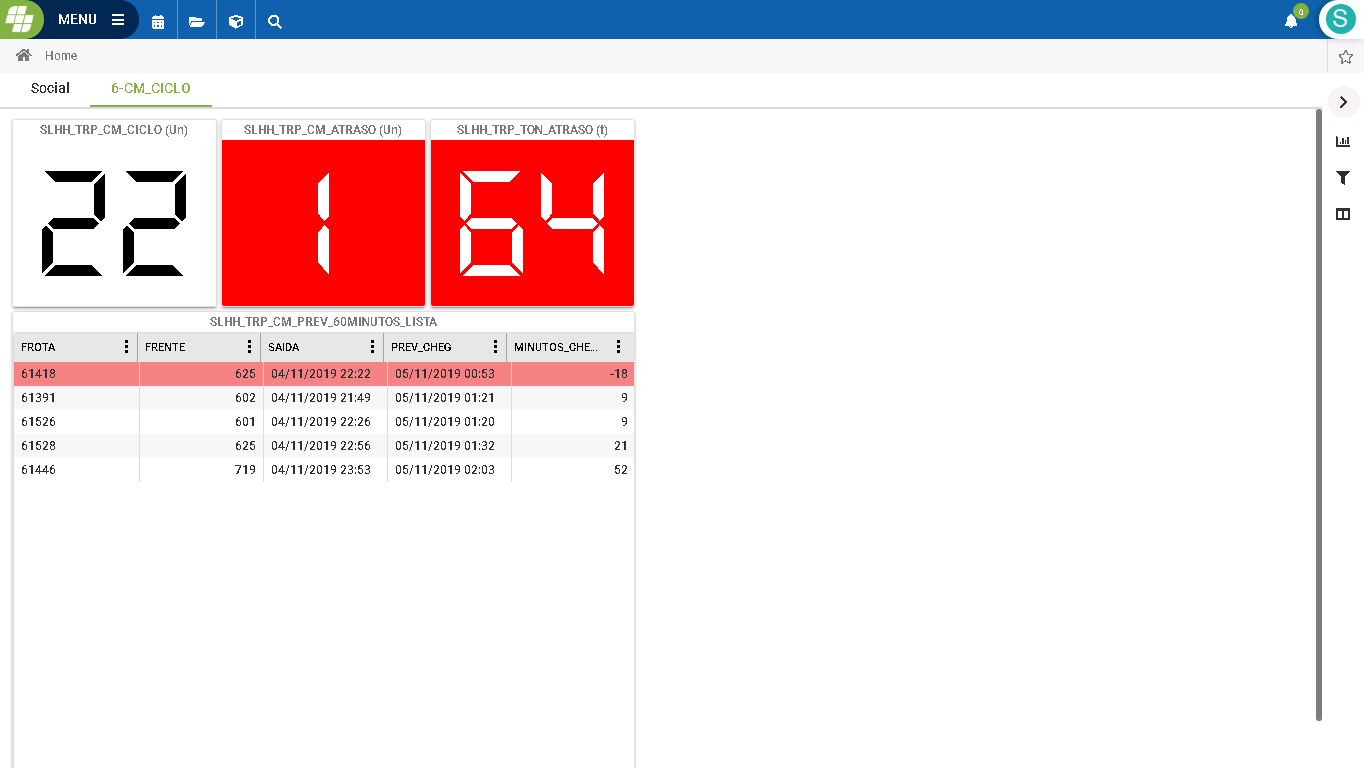 MENU
0
S
Home
Social 6-CM_CICLO
SLHH_TRP_CM_CICLO (Un) SLHH_TRP_CM_ATRASO (Un) SLHH_TRP_TON_ATRASO (t)
22 1 64
SLHH_TRP_CM_PREV_60MINUTOS_LISTA
FROTA FRENTE SAIDA PREV_CHEG MINUTOS_CHE...
61418 625 04/11/2019 22:22 05/11/2019 00:53 -18
61391 602 04/11/2019 21:49 05/11/2019 01:21 9
61526 601 04/11/2019 22:26 05/11/2019 01:20 9
61528 625 04/11/2019 22:56 05/11/2019 01:32 21
61446 719 04/11/2019 23:53 05/11/2019 02:03 52